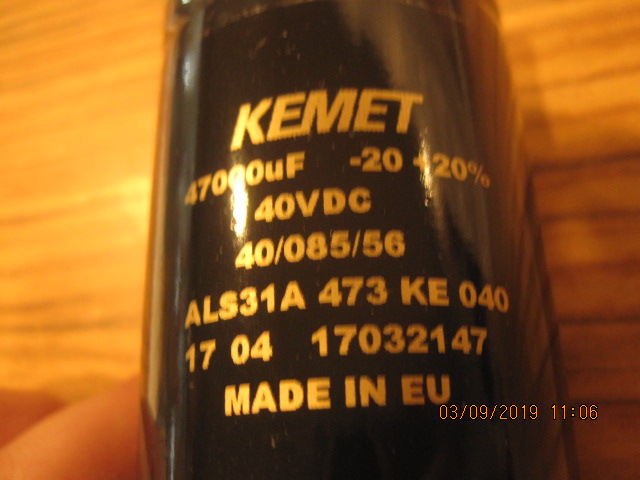 KEMET
47000uF -20 +20%
40VDC
40/085/56
ALS31A 473 KE 040
17 04 17032147
MADE IN EU
03/09/2019 11:06